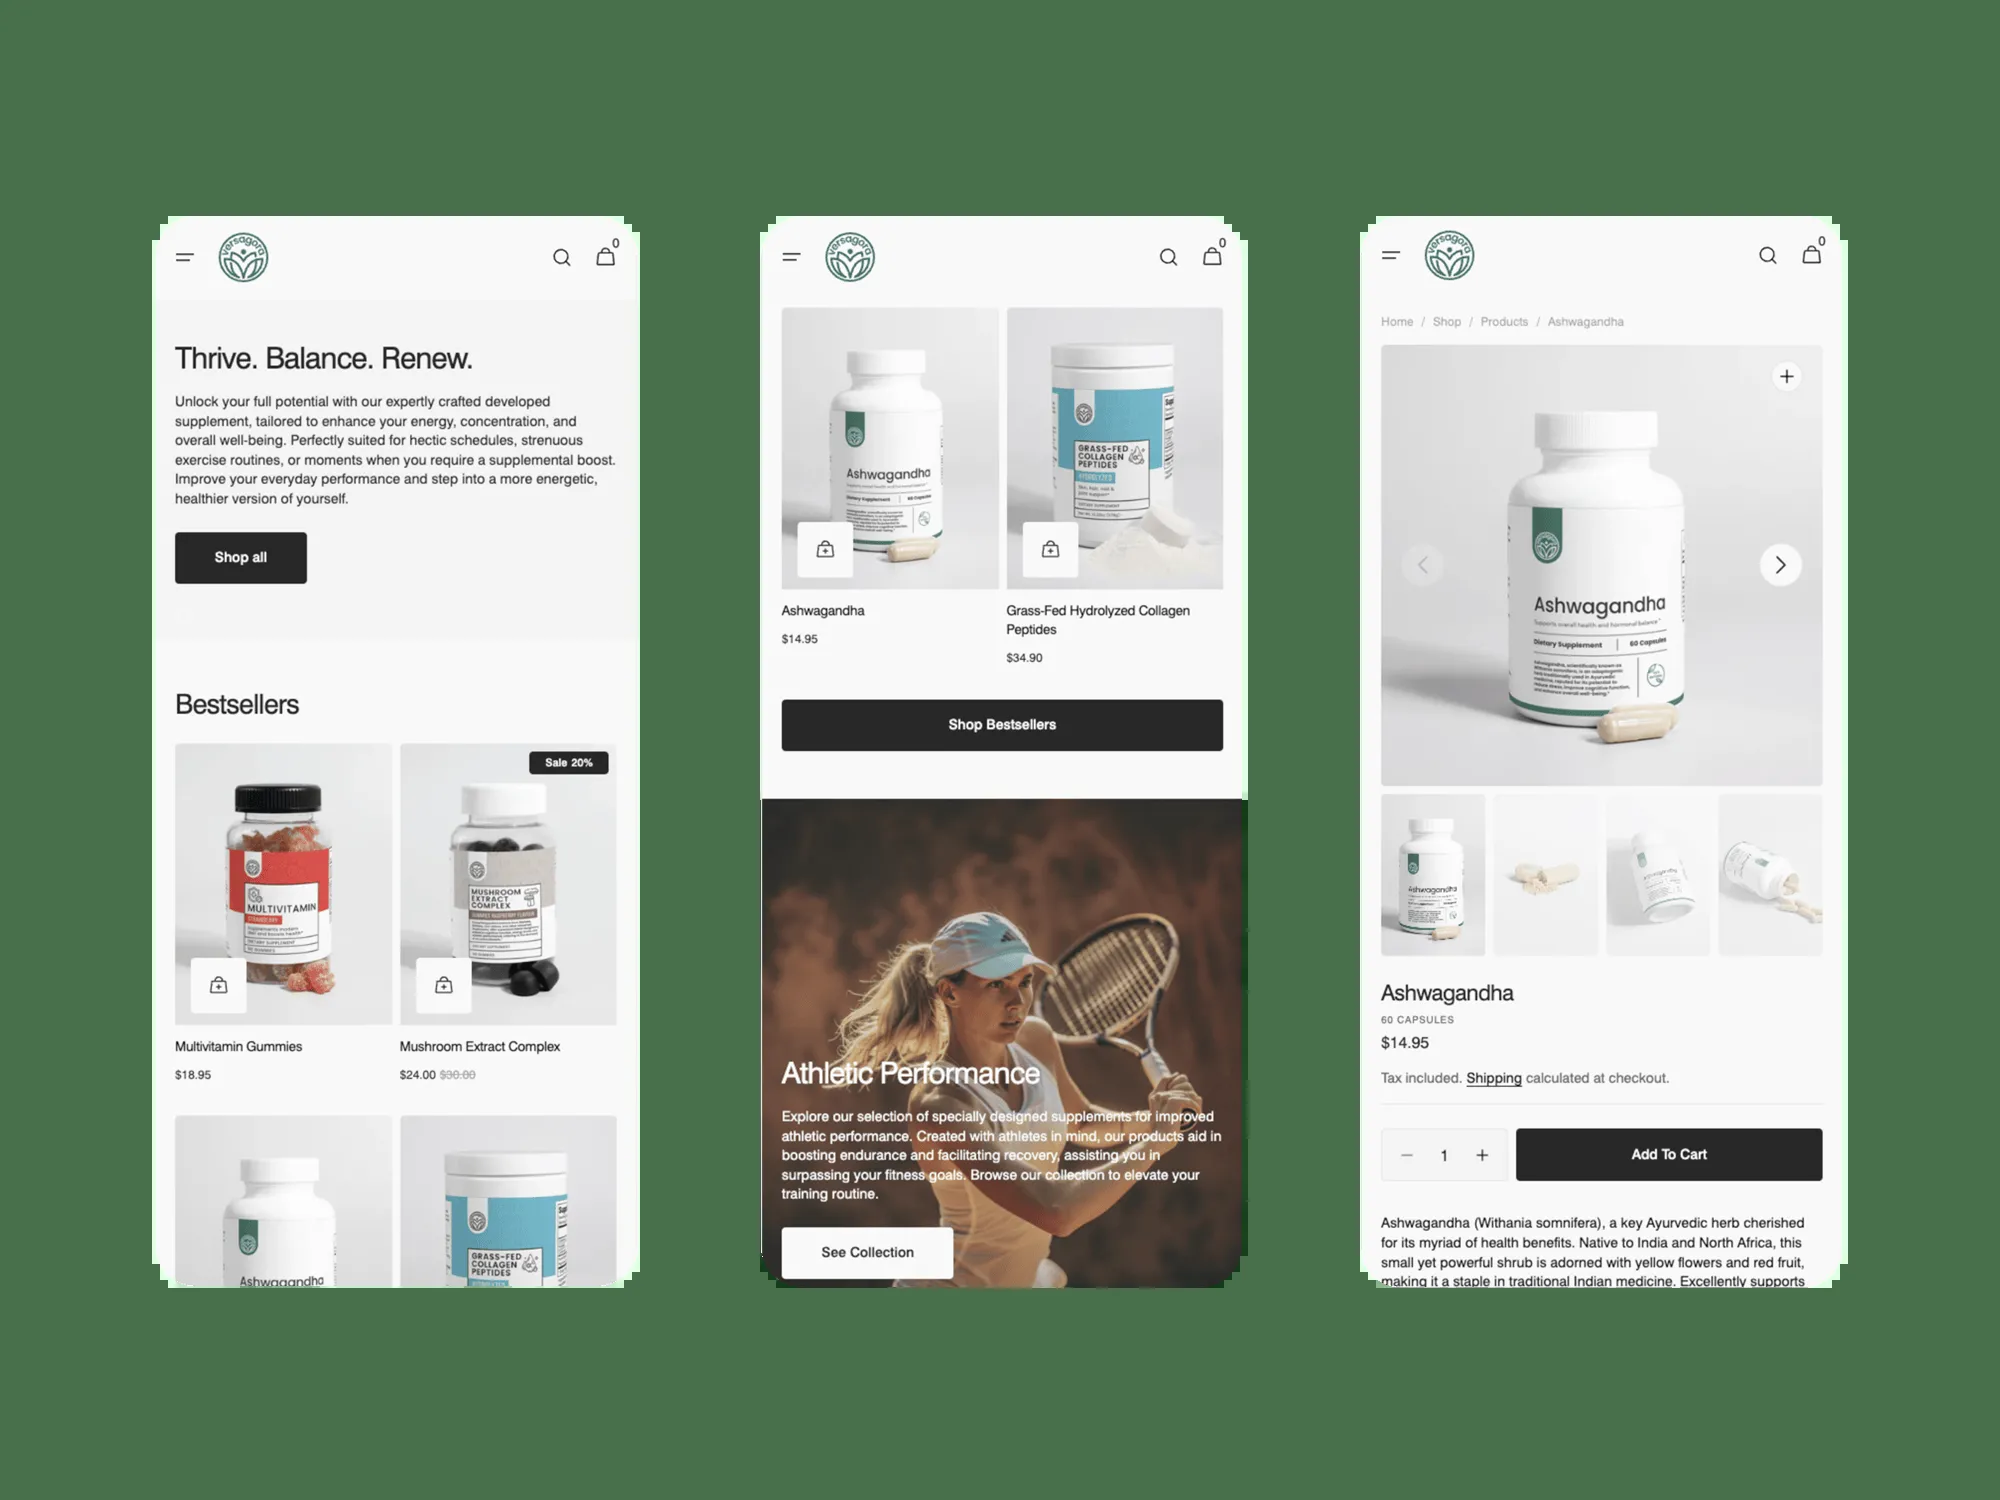 versagora
0
Thrive. Balance. Renew.
Unlock your full potential with our expertly crafted developed
supplement, tailored to enhance your energy, concentration, and
overall well-being. Perfectly suited for hectic schedules, strenuous
exercise routines, or moments when you require a supplemental boost.
Improve your everyday performance and step into a more energetic,
healthier version of yourself.
Shop all
Bestsellers
Sale 20%
MULTIVITAMIN
MUSHROOM
EXTRACT
COMPLEX
Multivitamin Gummies
$18.95
Mushroom Extract Complex
$24.00 $30.00
Ashwagandha
GRASS-FED
COLLAGEN
PEPTIDES
versagora
0
Ashwagandha
Dietary Supplement
60 Capsules
GRASS-FED
COLLAGEN
PEPTIDES
HYDROLYZED
Ashwagandha
$14.95
Grass-Fed Hydrolyzed Collagen
Peptides
$34.90
Shop Bestsellers
Athletic Performance
Explore our selection of specially designed supplements for improved
athletic performance. Created with athletes in mind, our products aid in
boosting endurance and facilitating recovery, assisting you in
surpassing your fitness goals. Browse our collection to elevate your
training routine.
See Collection
versagora
0
Home / Shop / Products / Ashwagandha
Ashwagandha
Supports overall health and hormonal balance*
Dietary Supplement
60 Capsules
Ashwagandha
Ashwagandha
60 CAPSULES
$14.95
Tax included. Shipping calculated at checkout.
1
Add To Cart
Ashwagandha (Withania somnifera), a key Ayurvedic herb cherished
for its myriad of health benefits. Native to India and North Africa, this
small yet powerful shrub is adorned with yellow flowers and red fruit,
making it a staple in traditional Indian medicine. Excellently supports